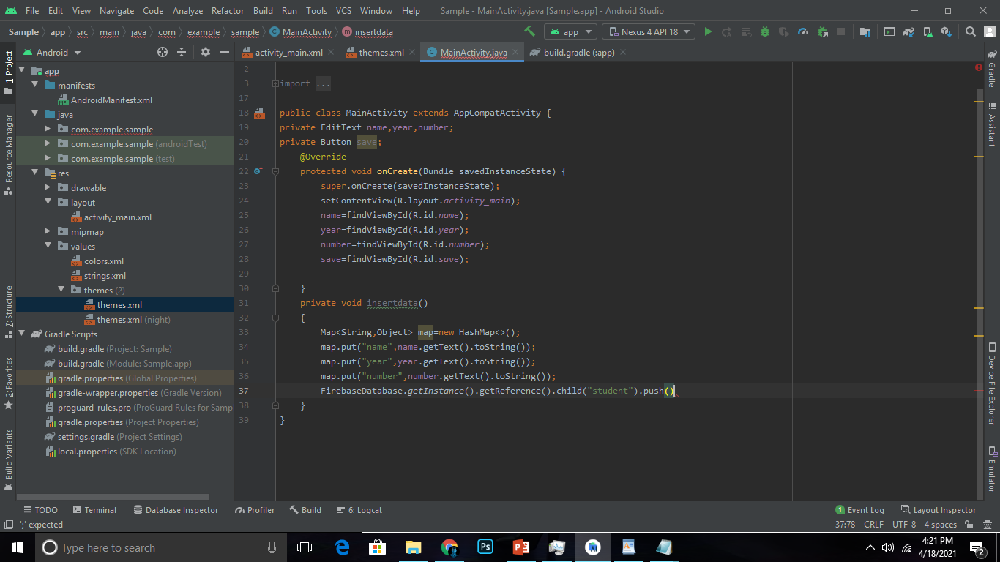 File Edit View Navigate Code Analyze Refactor Build Run Tools VCS Window Help Sample - MainActivity.java [Sample.app] - Android Studio
Sample app src main java com example sample MainActivity insertdata app Nexus 4 API 18
Android activity_main.xml themes.xml MainActivity.java build.gradle (:app)
1: Project
Resource Manager
7: Structure
2: Favorites
Build Variants
app
manifests
AndroidManifest.xml
java
com.example.sample
com.example.sample (androidTest)
com.example.sample (test)
res
drawable
layout
activity_main.xml
mipmap
values
colors.xml
strings.xml
themes (2)
themes.xml
themes.xml (night)
Gradle Scripts
build.gradle (Project: Sample)
build.gradle (Module: Sample.app)
gradle.properties (Global Properties)
gradle-wrapper.properties (Gradle Version)
proguard-rules.pro (ProGuard Rules for Sampl
gradle.properties (Project Properties)
settings.gradle (Project Settings)
local.properties (SDK Location)
2
3 import ...
17
18 public class MainActivity extends AppCompatActivity {
19 private EditText name,year,number;
20 private Button save;
21 @Override
22 protected void onCreate(Bundle savedInstanceState) {
23 super.onCreate(savedInstanceState);
24 setContentView(R.layout.activity_main);
25 name=findViewById(R.id.name);
26 year=findViewById(R.id.year);
27 number=findViewById(R.id.number);
28 save=findViewById(R.id.save);
29
30 }
31 private void insertdata()
32 {
33 Map<String,Object> map=new HashMap<>();
34 map.put("name",name.getText().toString());
35 map.put("year",year.getText().toString());
36 map.put("number",number.getText().toString());
37 FirebaseDatabase.getInstance().getReference().child("student").push()
38 }
39 }
Gradle
Assistant
Device File Explorer
Emulator
TODO Terminal Database Inspector Profiler Build 6: Logcat 1 Event Log Layout Inspector
';' expected 37:78 CRLF UTF-8 4 spaces
Type here to search Ps 4:21 PM
4/18/2021 2